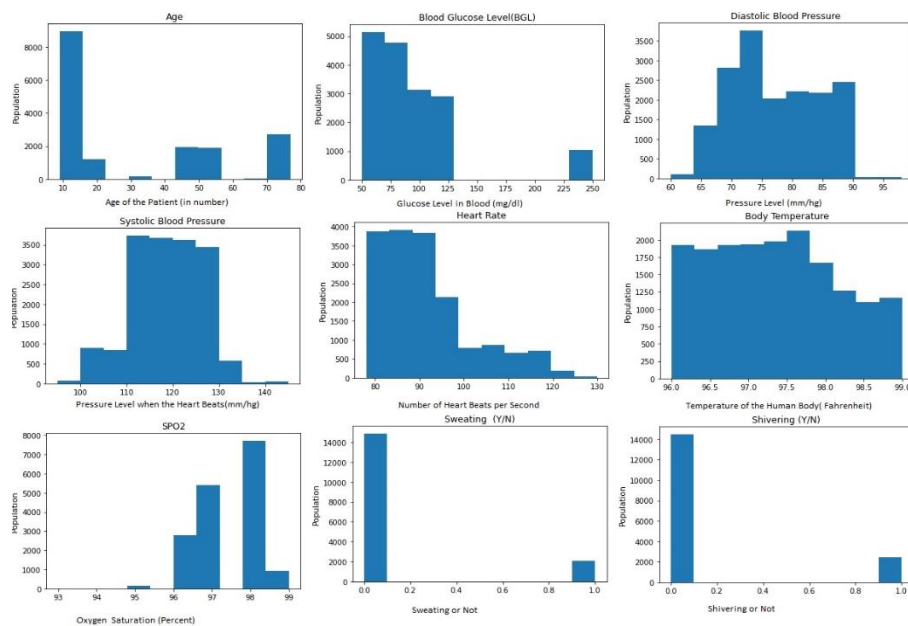 Age
Population
8000
6000
4000
2000
0
10 20 30 40 50 60 70 80
Age of the Patient (in number)
Blood Glucose Level(BGL)
Population
5000
4000
3000
2000
1000
0
50 75 100 125 150 175 200 225 250
Glucose Level in Blood (mg/dl)
Diastolic Blood Pressure
Population
3500
3000
2500
2000
1500
1000
500
0
60 65 70 75 80 85 90 95
Pressure Level (mm/hg)
Systolic Blood Pressure
Population
3500
3000
2500
2000
1500
1000
500
0
100 110 120 130 140
Pressure Level when the Heart Beats(mm/hg)
Heart Rate
Population
4000
3500
3000
2500
2000
1500
1000
500
0
80 90 100 110 120 130
Number of Heart Beats per Second
Body Temperature
Population
2000
1750
1500
1250
1000
750
500
250
0
96.0 96.5 97.0 97.5 98.0 98.5 99.0
Temperature of the Human Body( Fahrenheit)
SPO2
Population
8000
7000
6000
5000
4000
3000
2000
1000
0
93 94 95 96 97 98 99
Oxygen Saturation (Percent)
Sweating (Y/N)
Population
14000
12000
10000
8000
6000
4000
2000
0
0.0 0.2 0.4 0.6 0.8 1.0
Sweating or Not
Shivering (Y/N)
Population
14000
12000
10000
8000
6000
4000
2000
0
0.0 0.2 0.4 0.6 0.8 1.0
Shivering or Not